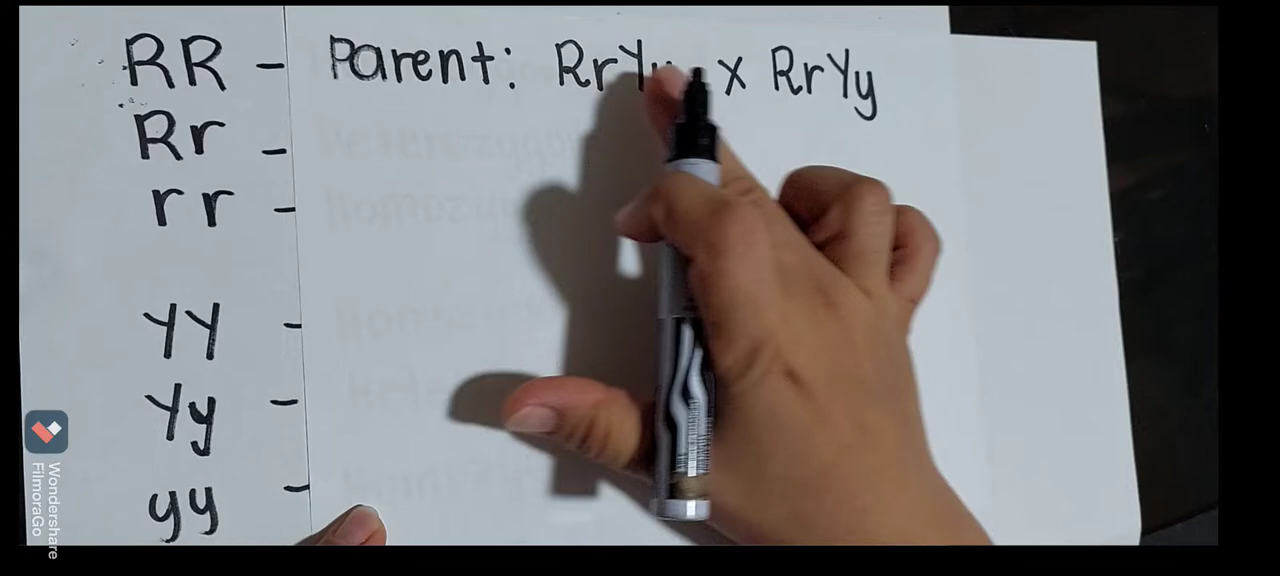 RR - Parent: RrYy x RrYy
Rr -
rr -
YY -
Yy -
yy -
Wondershare
FilmoraGo